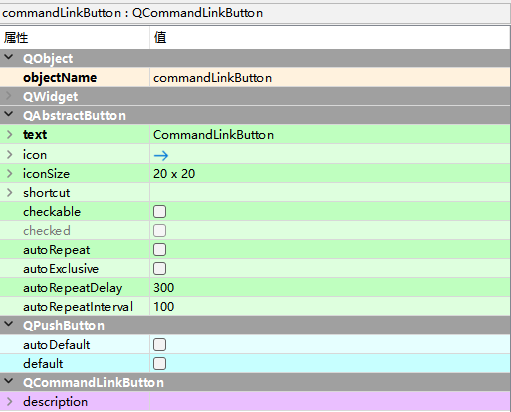 commandLinkButton : QCommandLinkButton
属性 值
QObject
objectName commandLinkButton
QWidget
QAbstractButton
text CommandLinkButton
icon
iconSize 20 x 20
shortcut
checkable
checked
autoRepeat
autoExclusive
autoRepeatDelay 300
autoRepeatInterval 100
QPushButton
autoDefault
default
QCommandLinkButton
description